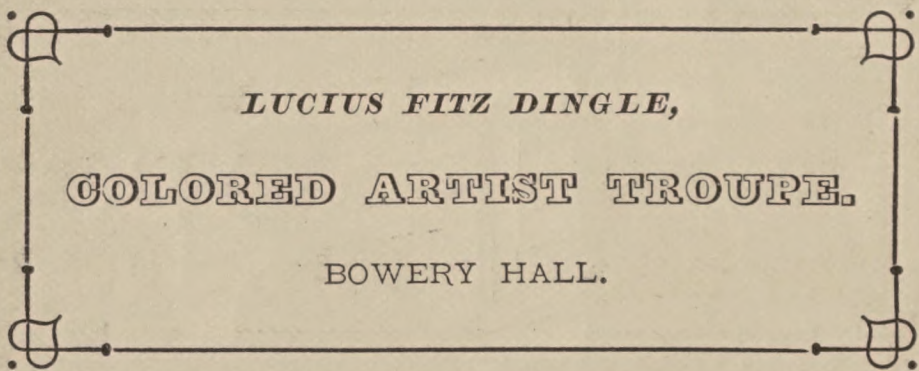 LUCIUS FITZ DINGLE,
COLORED ARTIST TROUPE.
BOWERY HALL.